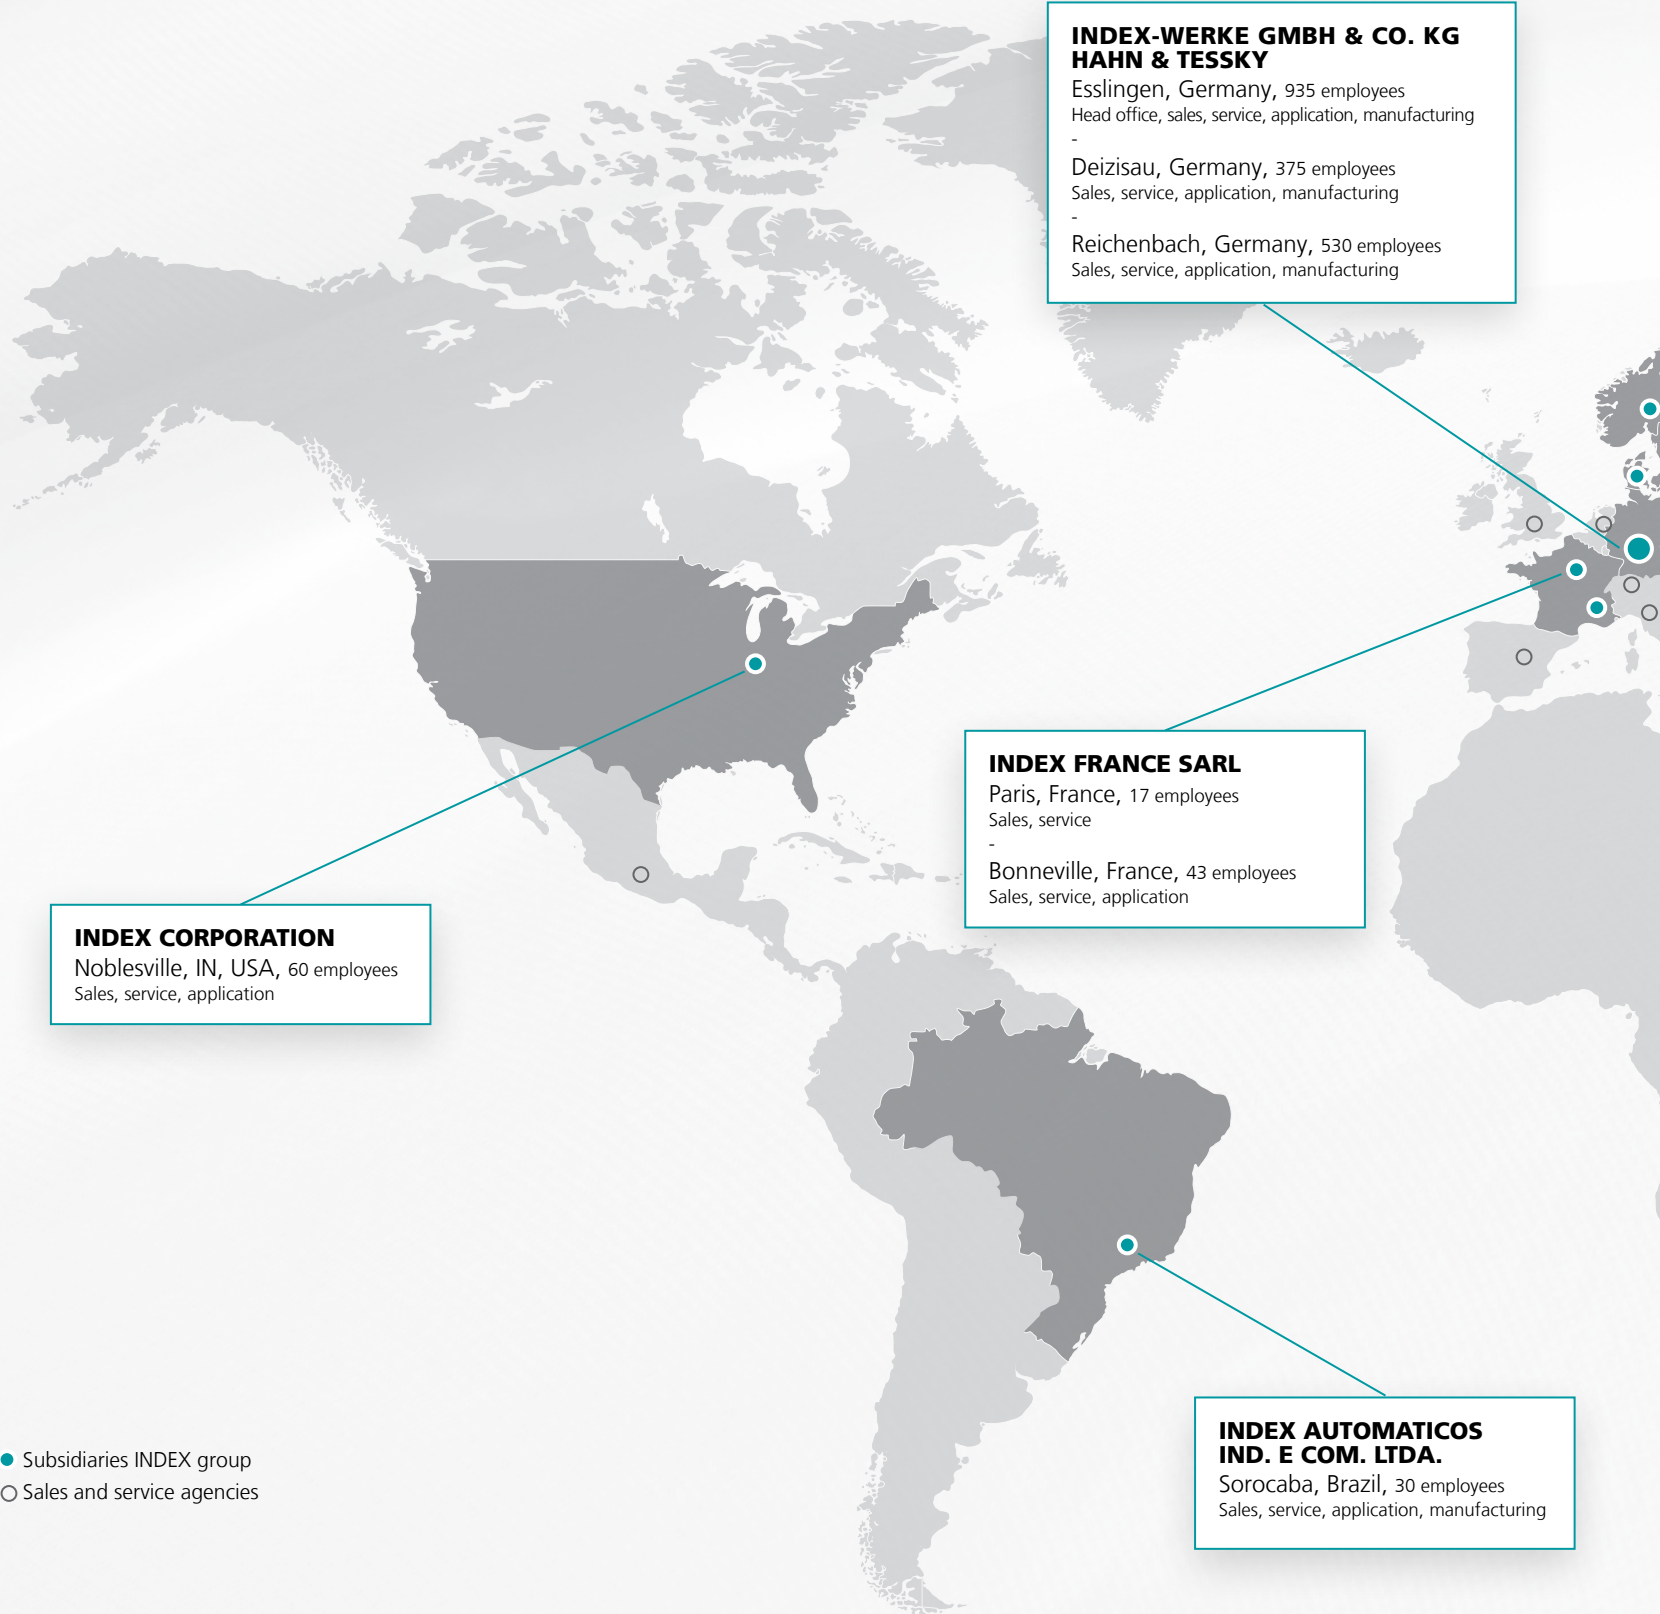 INDEX-WERKE GMBH & CO. KG
HAHN & TESSKY
Esslingen, Germany, 935 employees
Head office, sales, service, application, manufacturing
-
Deizisau, Germany, 375 employees
Sales, service, application, manufacturing
-
Reichenbach, Germany, 530 employees
Sales, service, application, manufacturing
INDEX FRANCE SARL
Paris, France, 17 employees
Sales, service
-
Bonneville, France, 43 employees
Sales, service, application
INDEX CORPORATION
Noblesville, IN, USA, 60 employees
Sales, service, application
INDEX AUTOMATICOS
IND. E COM. LTDA.
Sorocaba, Brazil, 30 employees
Sales, service, application, manufacturing
Subsidiaries INDEX group
Sales and service agencies